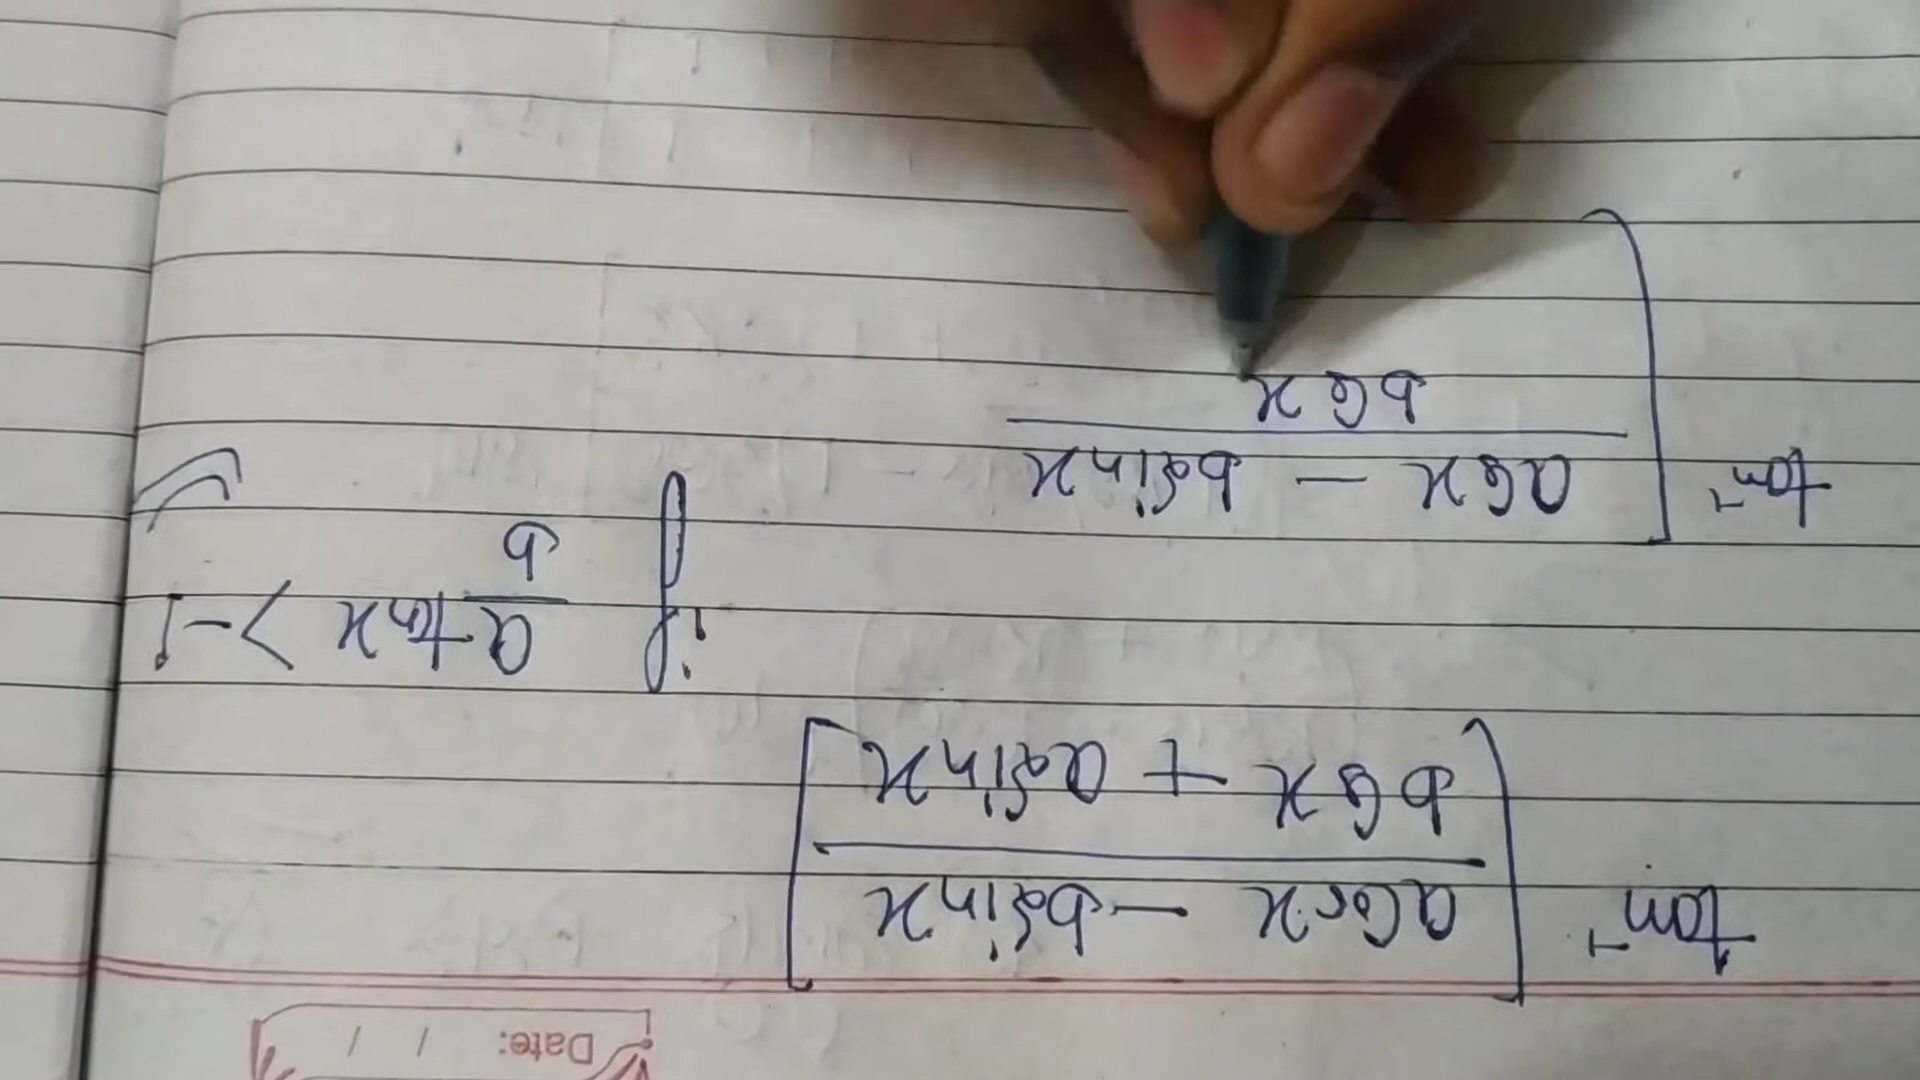 Date: / /
tan⁻¹ [ a cos x - b sin x
b cos x + a sin x ]
if a/b tan x > -1
tan⁻¹ [ a cos x - b sin x
b cos x